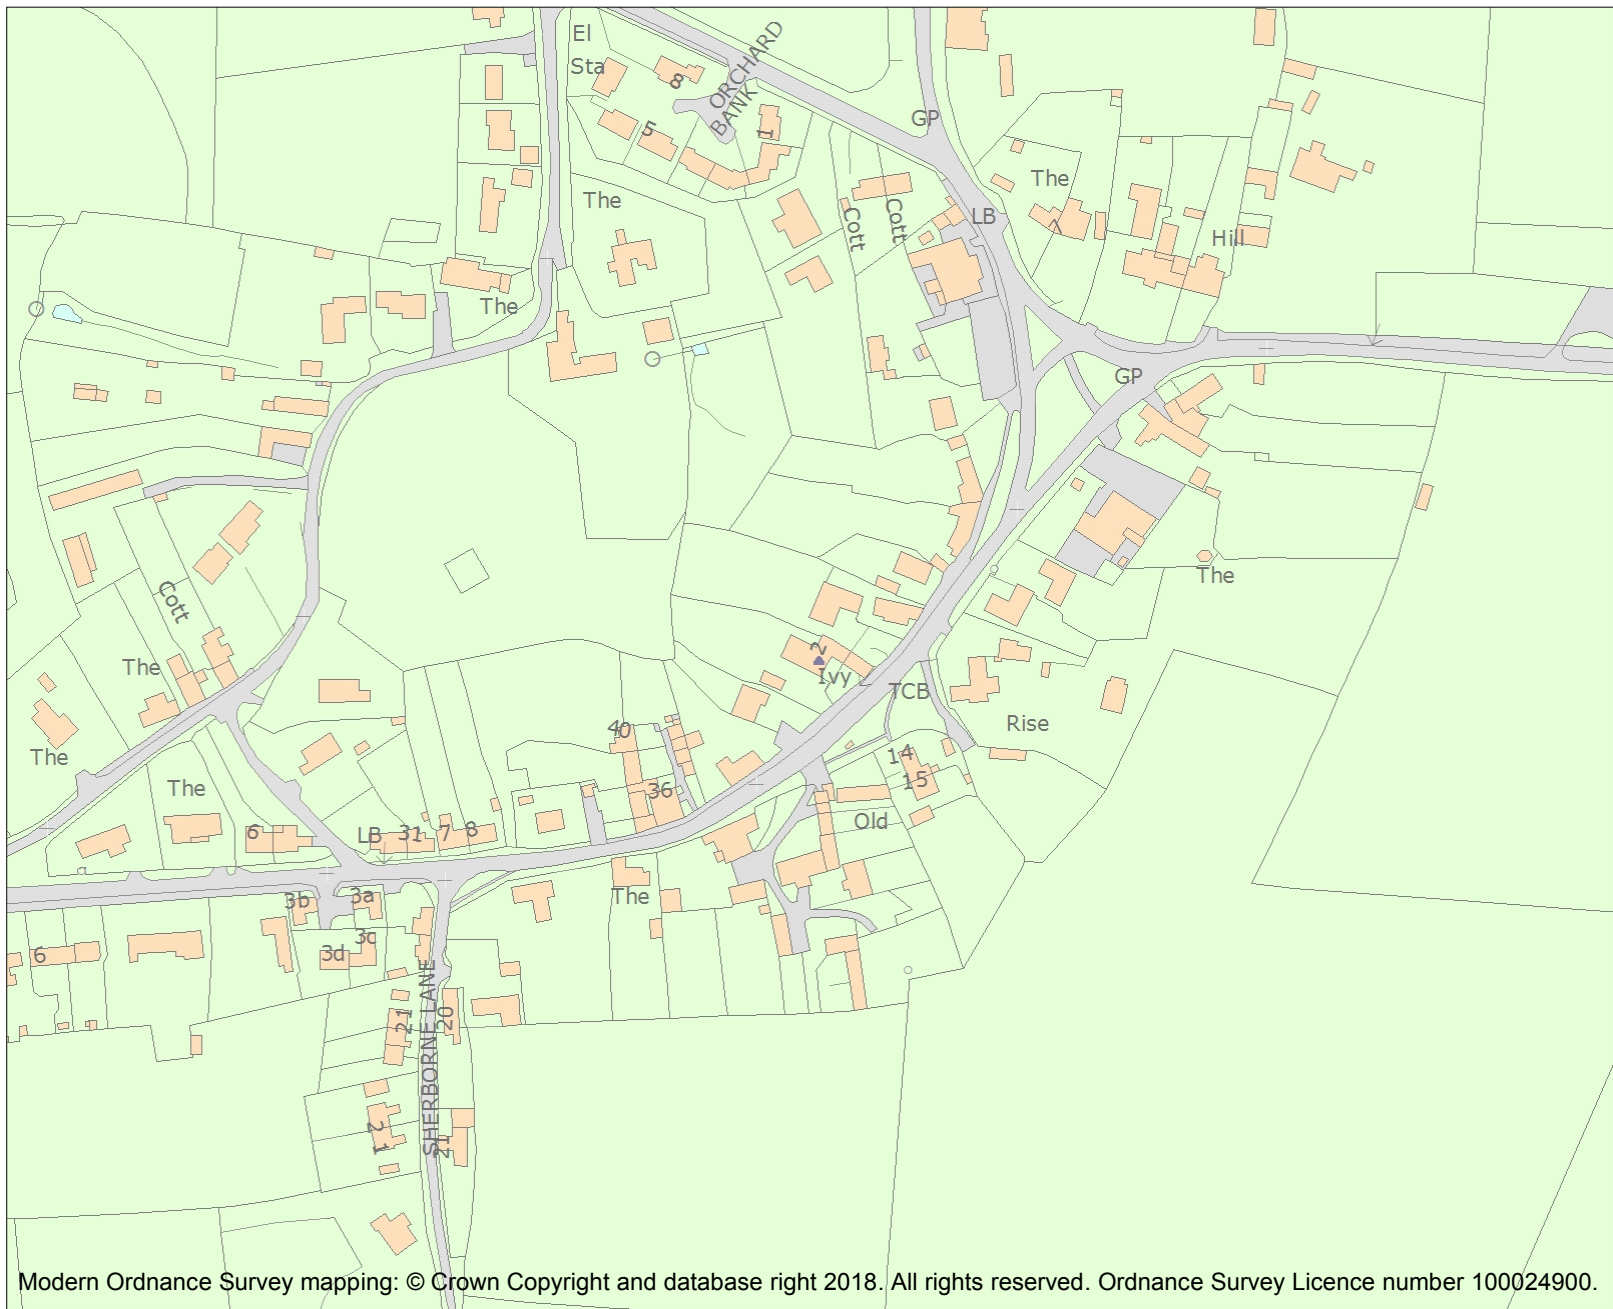 El
Sta
8
ORCHARD
BANK
5
1
GP
The
The
LB
7
Cott
Cott
Hill
The
GP
The
Cott
The
2
Ivy
TCB
Rise
The
40
14
15
The
36
Old
6
LB
31
7
8
3b
3a
The
3c
3d
6
SHERBORNE LANE
21
20
2
1
21
Modern Ordnance Survey mapping: © Crown Copyright and database right 2018. All rights reserved. Ordnance Survey Licence number 100024900.